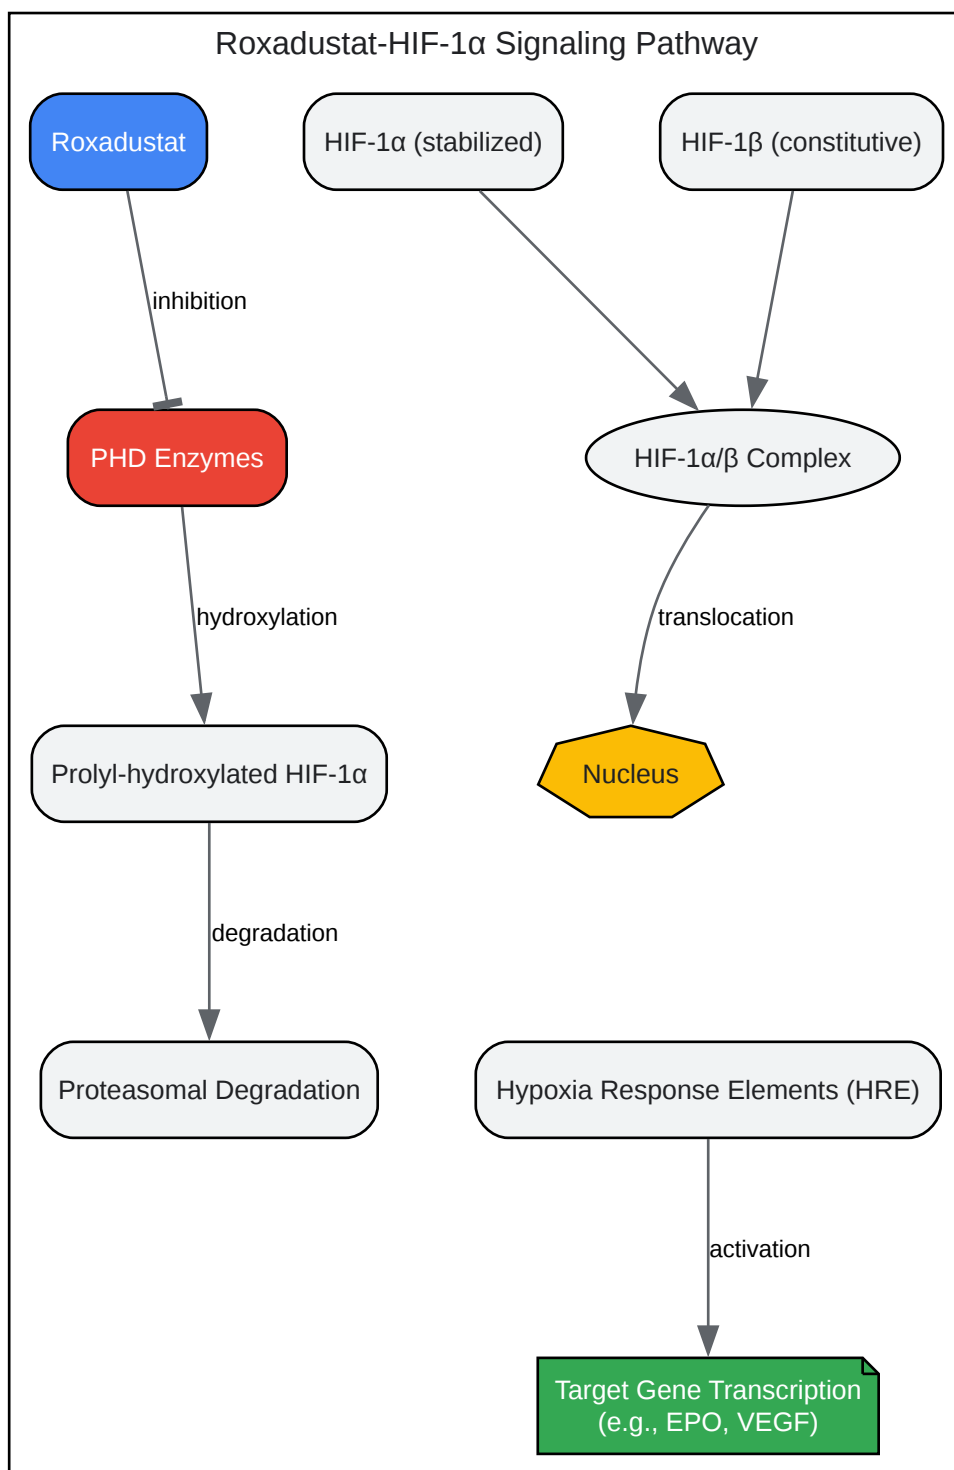 Roxadustat-HIF-1α Signaling Pathway
Roxadustat
HIF-1α (stabilized)
HIF-1β (constitutive)
inhibition
PHD Enzymes
HIF-1α/β Complex
hydroxylation
translocation
Prolyl-hydroxylated HIF-1α
Nucleus
degradation
Proteasomal Degradation
Hypoxia Response Elements (HRE)
activation
Target Gene Transcription
(e.g., EPO, VEGF)